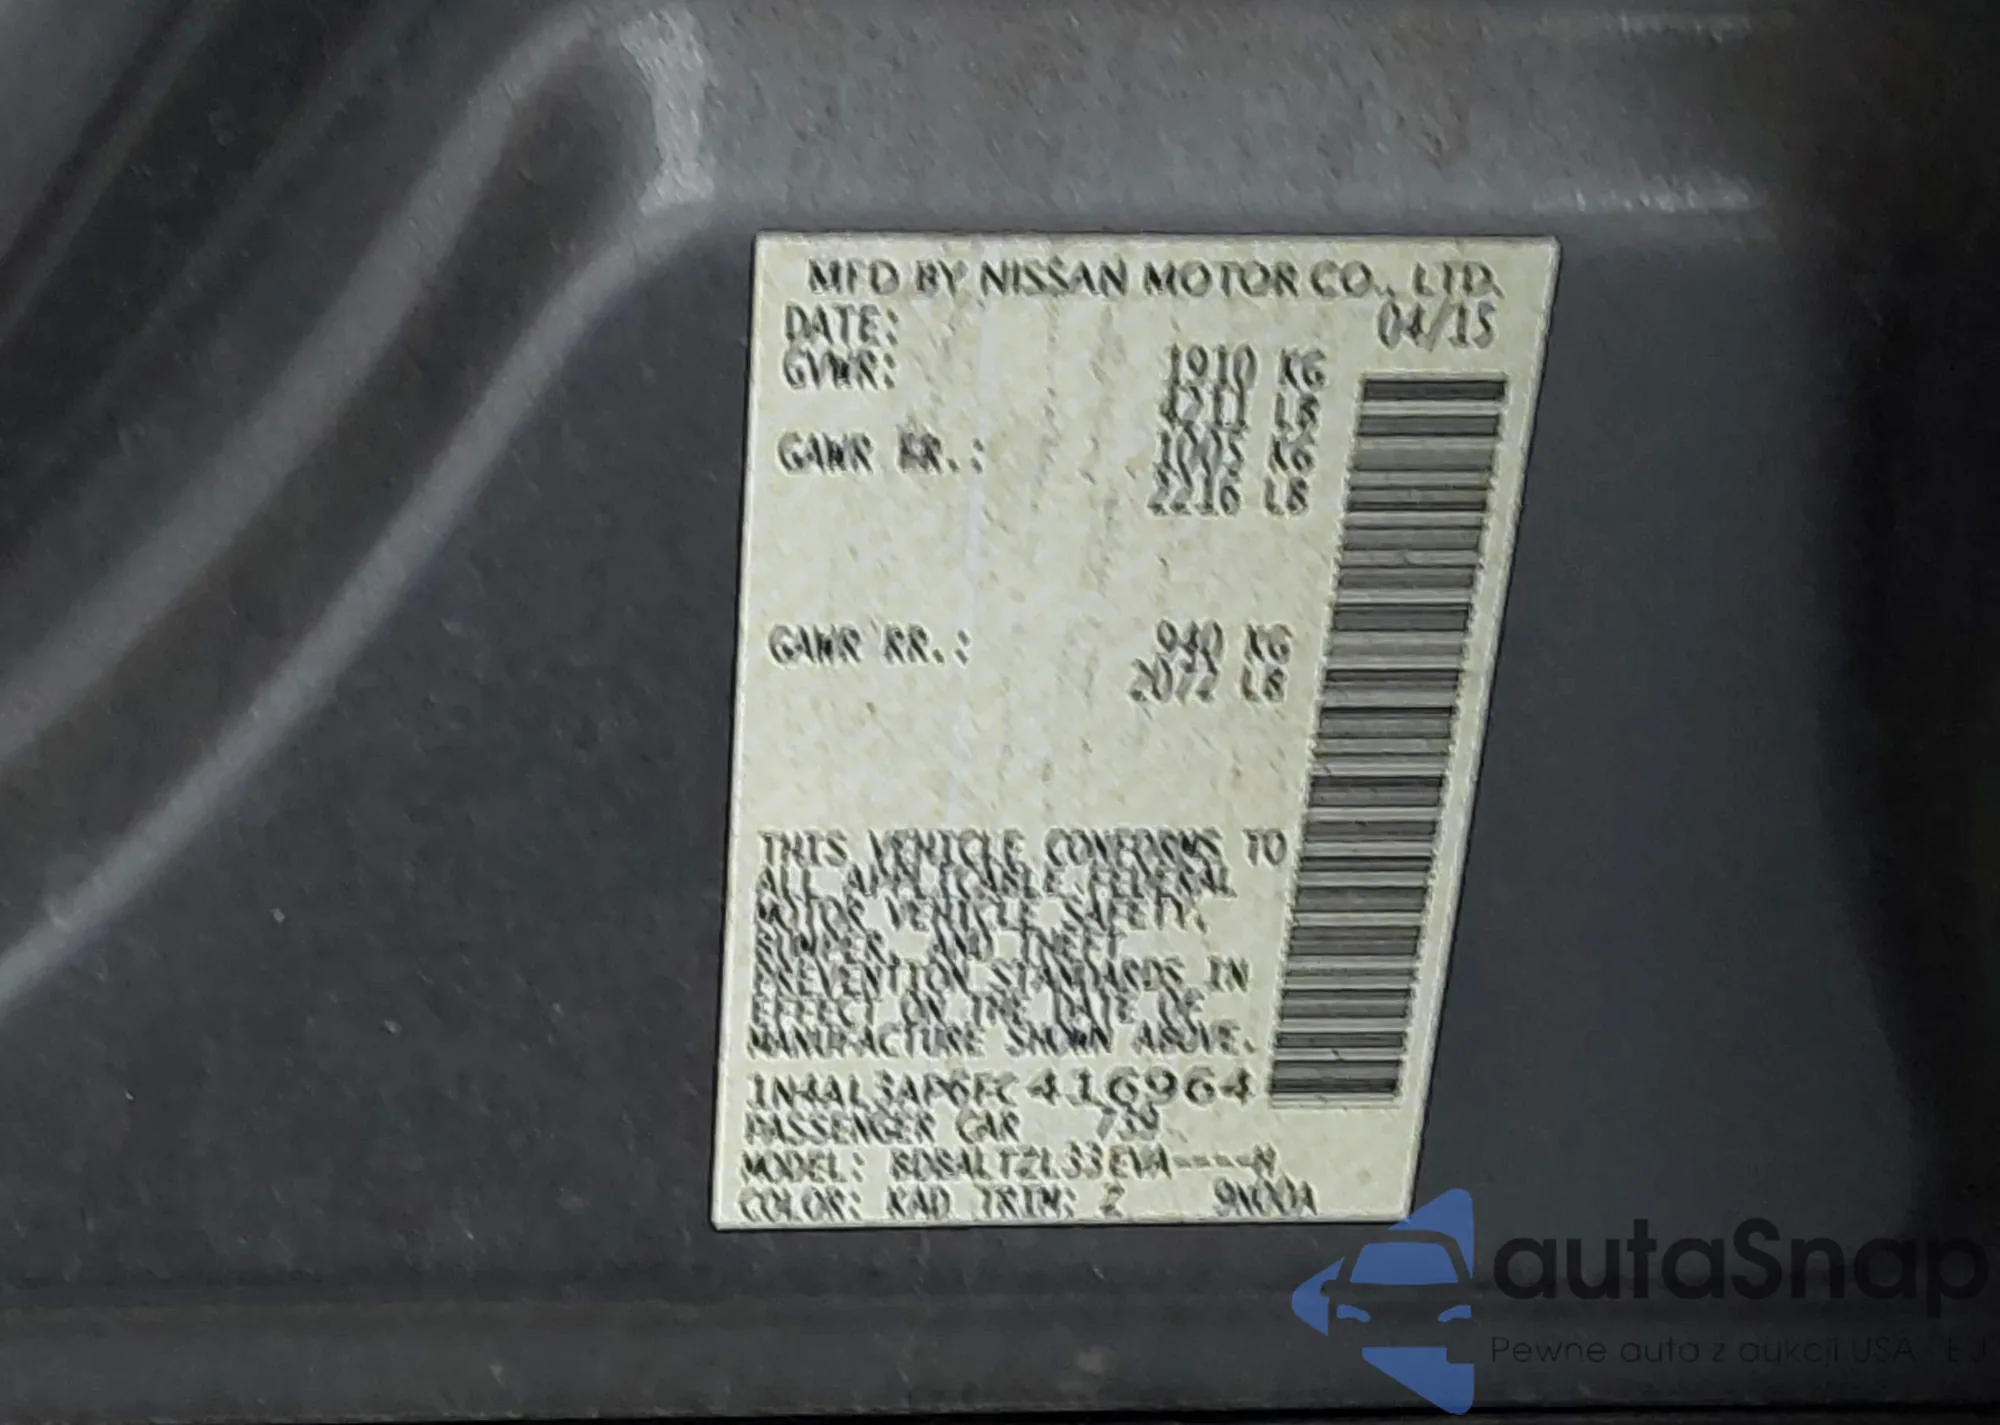 MFD BY NISSAN MOTOR CO., LTD.
DATE: 04/15
GVWR: 1910 KG
4211 LB
GAWR FR.: 1005 KG
2216 LB
GAWR RR.: 940 KG
2072 LB
THIS VEHICLE CONFORMS TO
ALL APPLICABLE FEDERAL
MOTOR VEHICLE SAFETY,
BUMPER AND THEFT
PREVENTION STANDARDS IN
EFFECT ON THE DATE OF
MANUFACTURE SHOWN ABOVE.
1N4AL3AP6FC416964
PASSENGER CAR
MODEL: BDBALTZL33EVA----N
COLOR: KAD TRIM: Z 9N00A
autaSnap
Pewne auta z aukcji USA